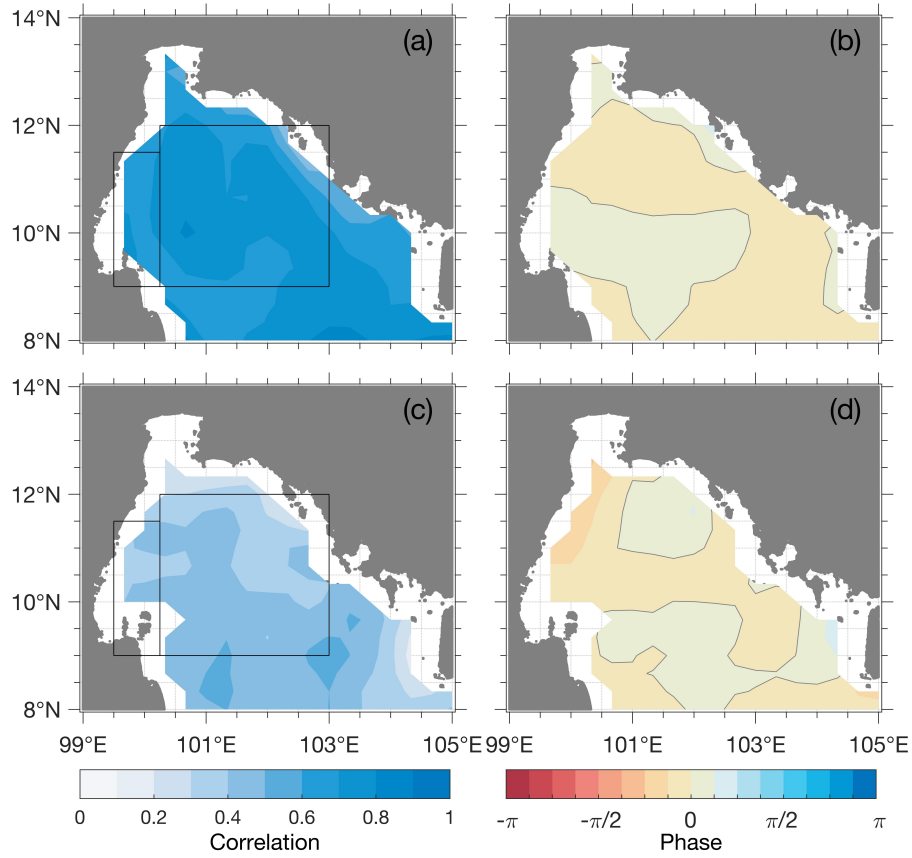 14°N
12°N
10°N
8°N
(a)
(b)
14°N
12°N
10°N
8°N
(c)
(d)
99°E 101°E 103°E 105°E
99°E 101°E 103°E 105°E
0 0.2 0.4 0.6 0.8 1
Correlation
-π -π/2 0 π/2 π
Phase